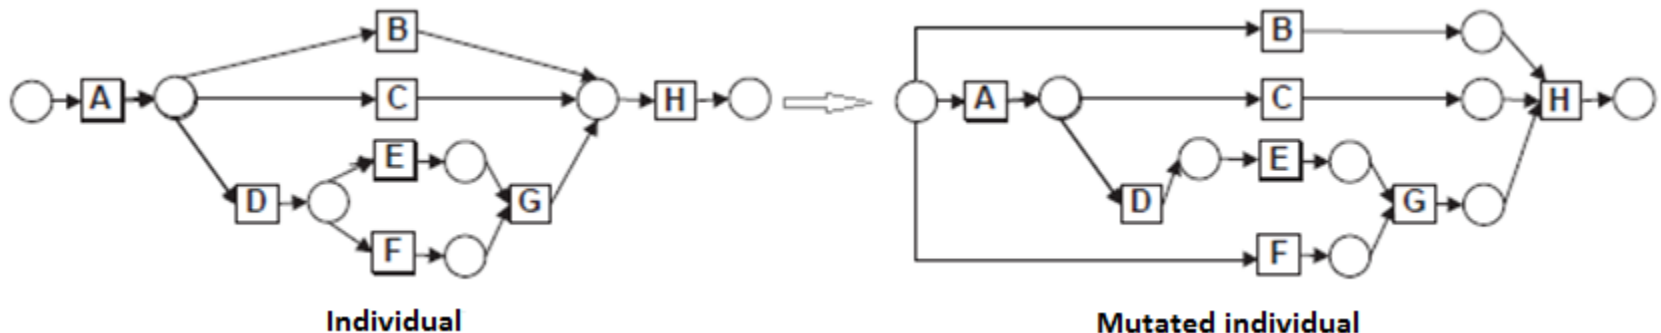 B
A C H
E
D G
F
Individual
B
A C H
E
D G
F
Mutated individual